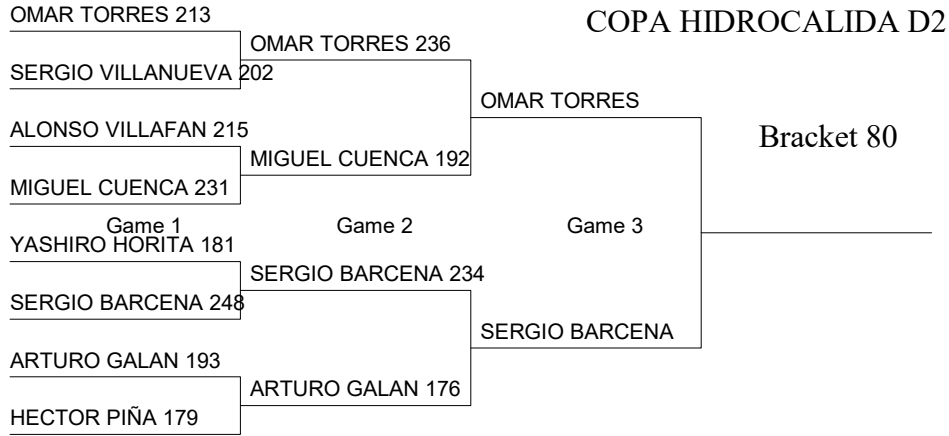 OMAR TORRES 213
COPA HIDROCALIDA D2
OMAR TORRES 236
SERGIO VILLANUEVA 202
OMAR TORRES
ALONSO VILLAFAN 215
Bracket 80
MIGUEL CUENCA 192
MIGUEL CUENCA 231
Game 1
Game 2
Game 3
YASHIRO HORITA 181
SERGIO BARCENA 234
SERGIO BARCENA 248
SERGIO BARCENA
ARTURO GALAN 193
ARTURO GALAN 176
HECTOR PIÑA 179